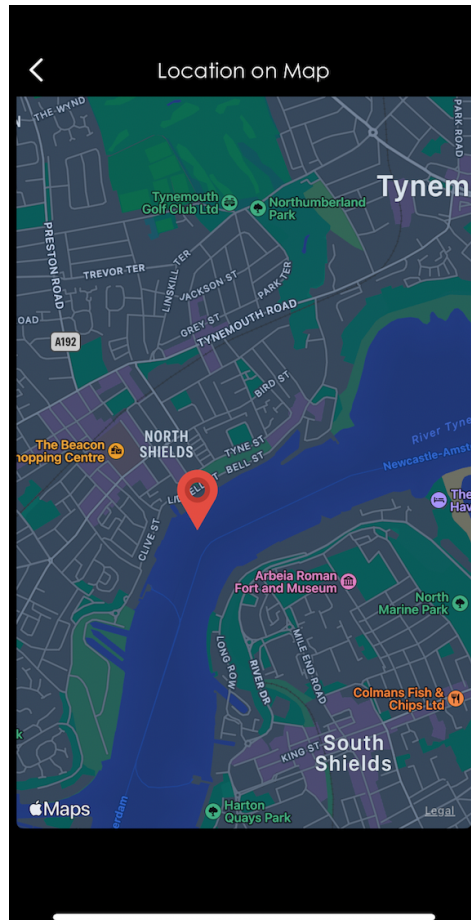 Location on Map
THE WYND
PARK ROAD
Tynem
Tynemouth
Golf Club Ltd
Northumberland
Park
PRESTON ROAD
TREVOR TER
LINSKILL TER
JACKSON ST
PARK TER
GREY ST
TYNEMOUTH ROAD
OAD
A192
BIRD ST
NORTH
SHIELDS
The Beacon
hopping Centre
TYNE ST
BELL ST
River Tyne
Newcastle-Amst
CLIVE ST
The
Hav
Arbeia Roman
Fort and Museum
North
Marine Park
LONG ROW
RIVER DR
MILE END ROAD
Colmans Fish &
Chips Ltd
KING ST
South
Shields
k
Maps
erdam
Harton
Quays Park
Legal